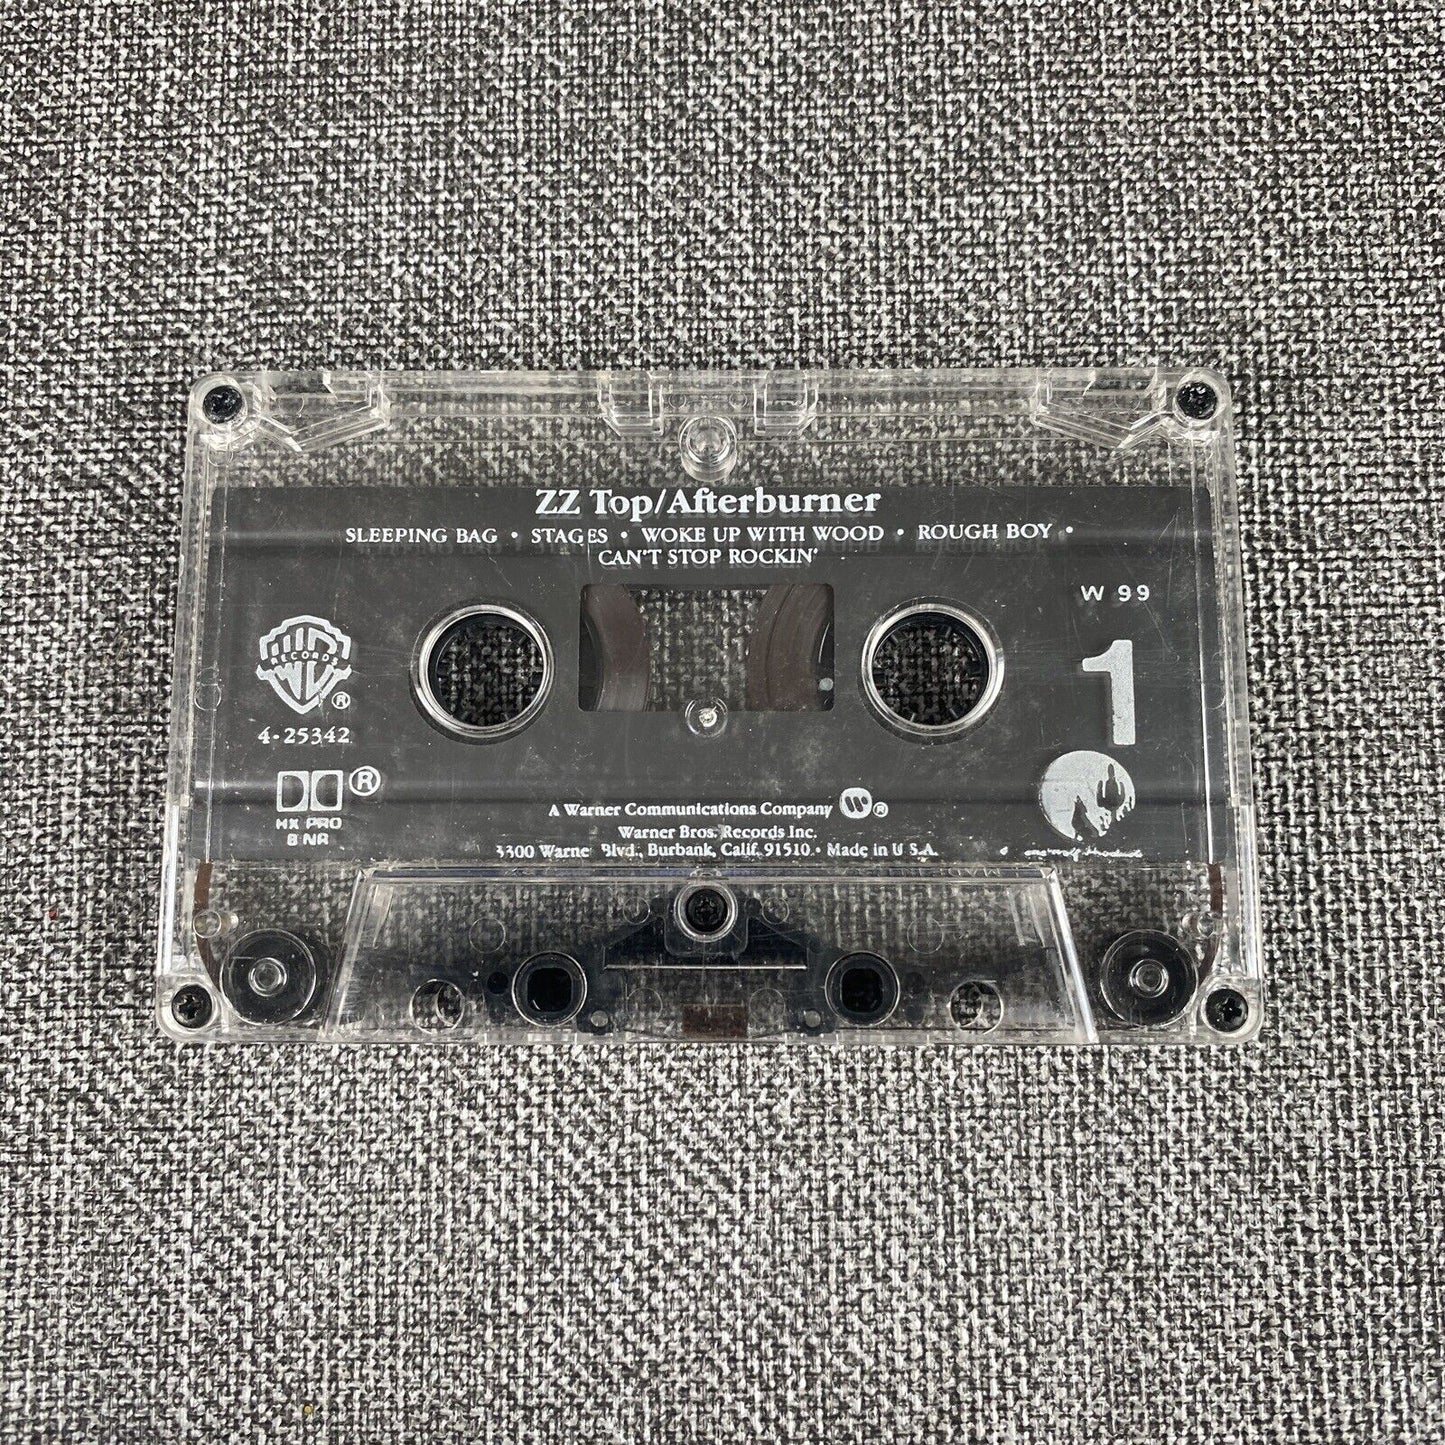 ZZ Top/Afterburner
SLEEPING BAG • STAGES • WOKE UP WITH WOOD • ROUGH BOY •
CAN'T STOP ROCKIN'
W 99
1
RECORDS
®
4-25342
®
HX PRO
B NR
A Warner Communications Company ®
Warner Bros. Records Inc.
3300 Warne Blvd., Burbank, Calif. 91510 • Made in U S.A.